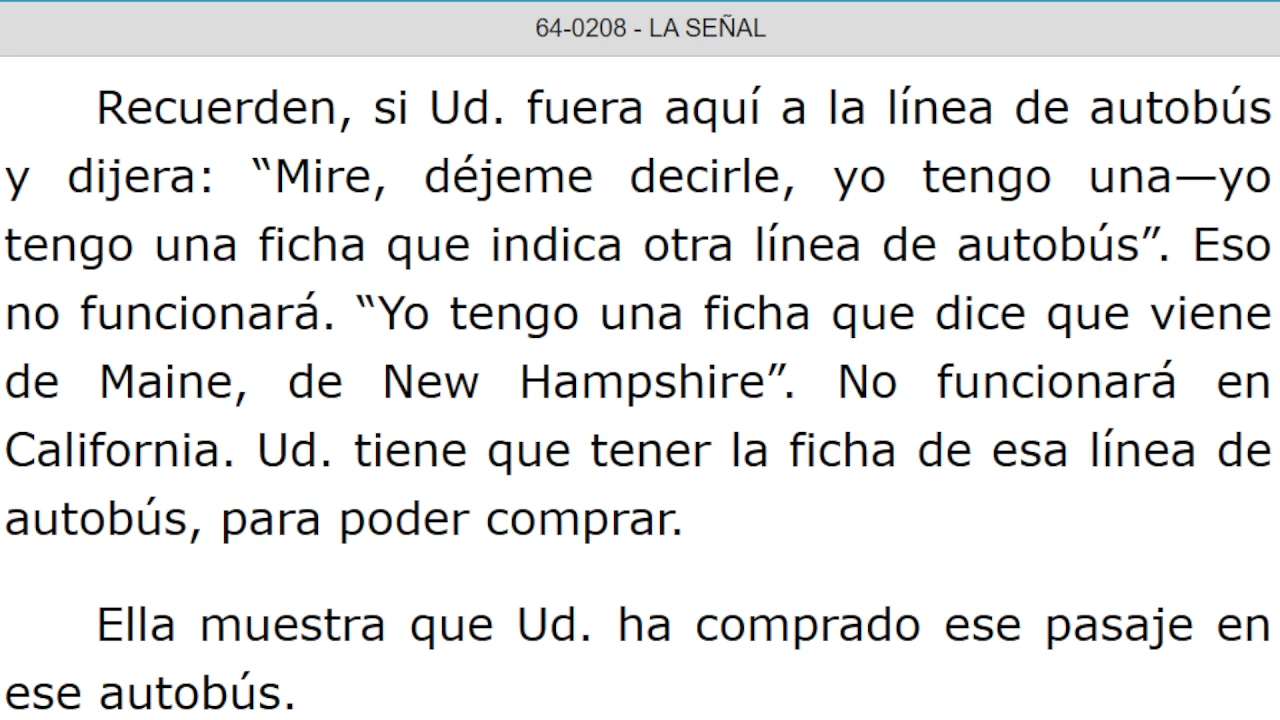 64-0208 - LA SEÑAL
Recuerden, si Ud. fuera aquí a la línea de autobús
y dijera: “Mire, déjeme decirle, yo tengo una—yo
tengo una ficha que indica otra línea de autobús”. Eso
no funcionará. “Yo tengo una ficha que dice que viene
de Maine, de New Hampshire”. No funcionará en
California. Ud. tiene que tener la ficha de esa línea de
autobús, para poder comprar.
Ella muestra que Ud. ha comprado ese pasaje en
ese autobús.